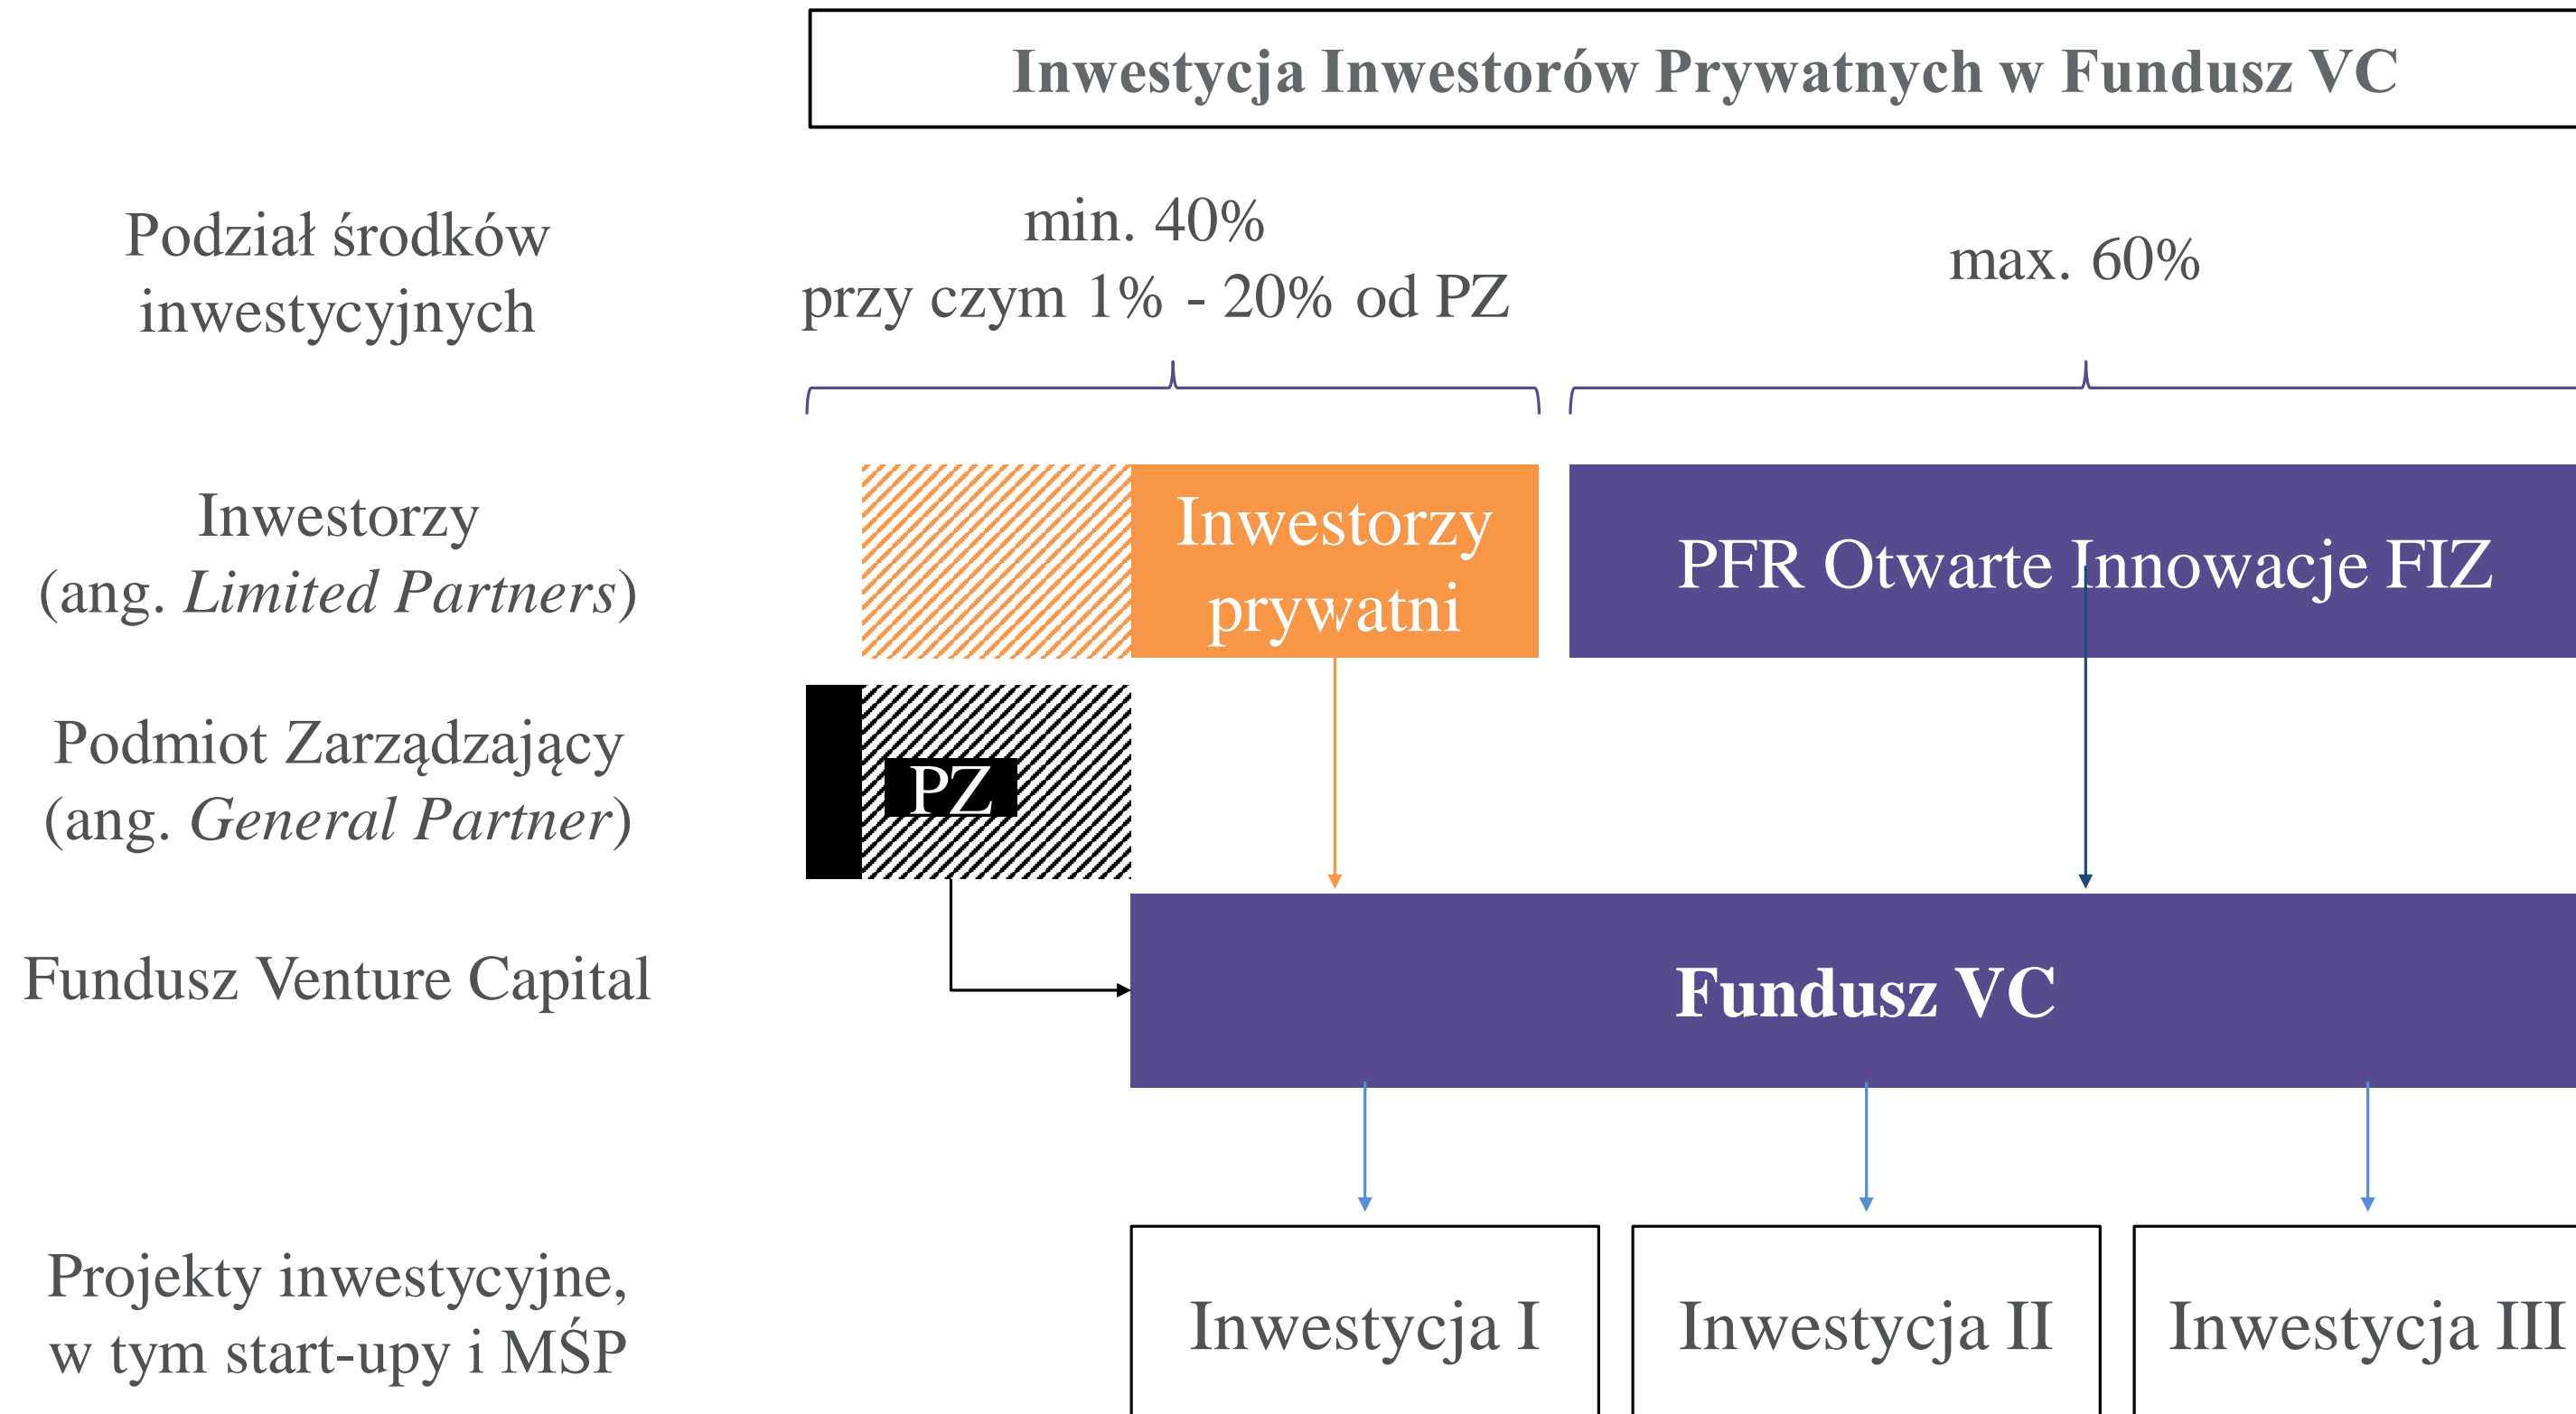 Inwestycja Inwestorów Prywatnych w Fundusz VC
Podział środków
inwestycyjnych
min. 40%
przy czym 1% - 20% od PZ
max. 60%
Inwestorzy
(ang. Limited Partners)
Inwestorzy
prywatni
PFR Otwarte Innowacje FIZ
Podmiot Zarządzający
(ang. General Partner)
PZ
Fundusz Venture Capital
Fundusz VC
Projekty inwestycyjne,
w tym start-upy i MŚP
Inwestycja I
Inwestycja II
Inwestycja III